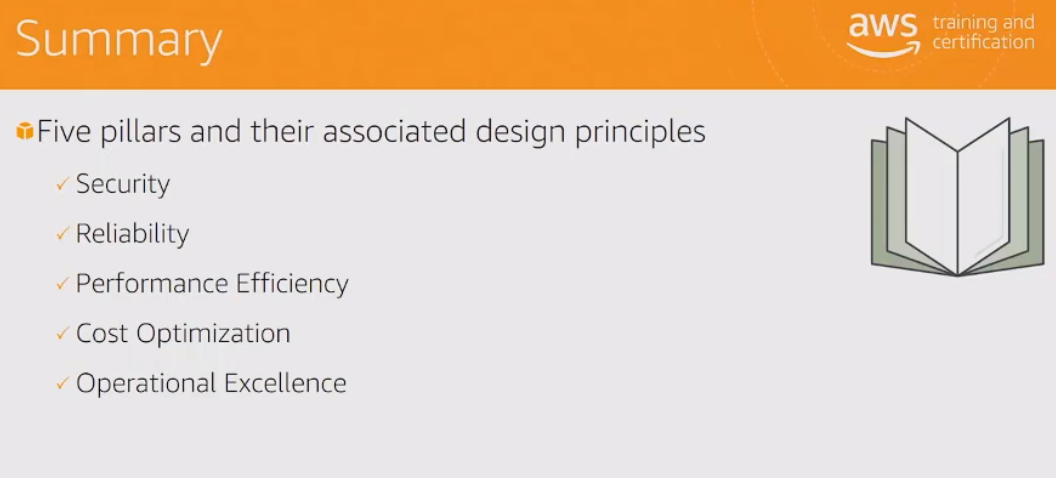 Summary
aws training and certification
Five pillars and their associated design principles
Security
Reliability
Performance Efficiency
Cost Optimization
Operational Excellence